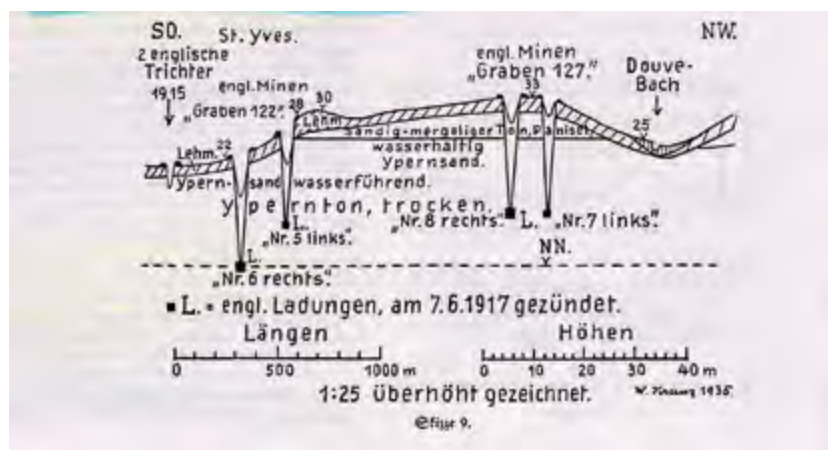 SO.
St. Yves.
NW.
2 englische
Trichter
1915
engl. Minen
„Graben 122.”
engl. Minen
„Graben 127.”
Douve-
Bach
28
30
33
25
22
Lehm
Lehm.
Sandig-mergeliger Ton, Panisel
wasserhaltig
Ypernsand.
Ypern-sand wasserführend.
Ypernton, trocken.
L.
„Nr. 5 links.”
„Nr. 8 rechts.”
L.
„Nr. 7 links.”
NN.
L.
„Nr. 6 rechts.”
L. = engl. Ladungen, am 7.6.1917 gezündet.
Längen
Höhen
0 500 1000 m
0 10 20 30 40 m
1:25 überhöht gezeichnet.
1935
9.